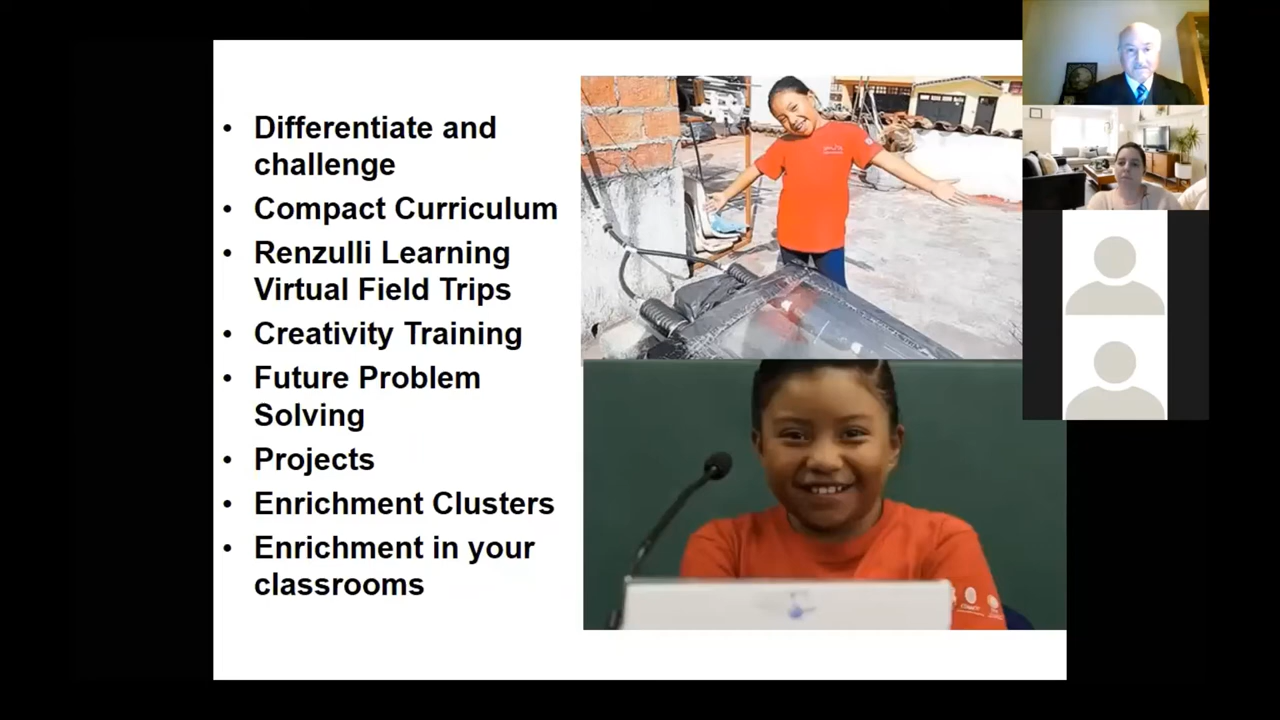 • Differentiate and
challenge
• Compact Curriculum
• Renzulli Learning
Virtual Field Trips
• Creativity Training
• Future Problem
Solving
• Projects
• Enrichment Clusters
• Enrichment in your
classrooms